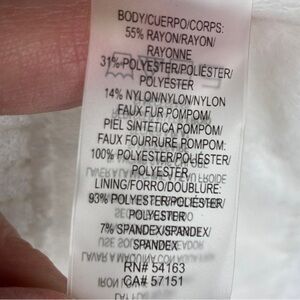 BODY/CUERPO/CORPS:
55% RAYON/RAYON/
RAYONNE
31% POLYESTER/POLIÉSTER/
POLYESTER
14% NYLON/NYLON/NYLON
FAUX FUR POMPOM/
PIEL SINTÉTICA POMPOM/
FAUX FOURRURE POMPOM:
100% POLYESTER/POLIÉSTER/
POLYESTER
LINING/FORRO/DOUBLURE:
93% POLYESTER/POLIÉSTER/
POLYESTER
7% SPANDEX/SPANDEX/
SPANDEX
RN# 54163
CA# 57151